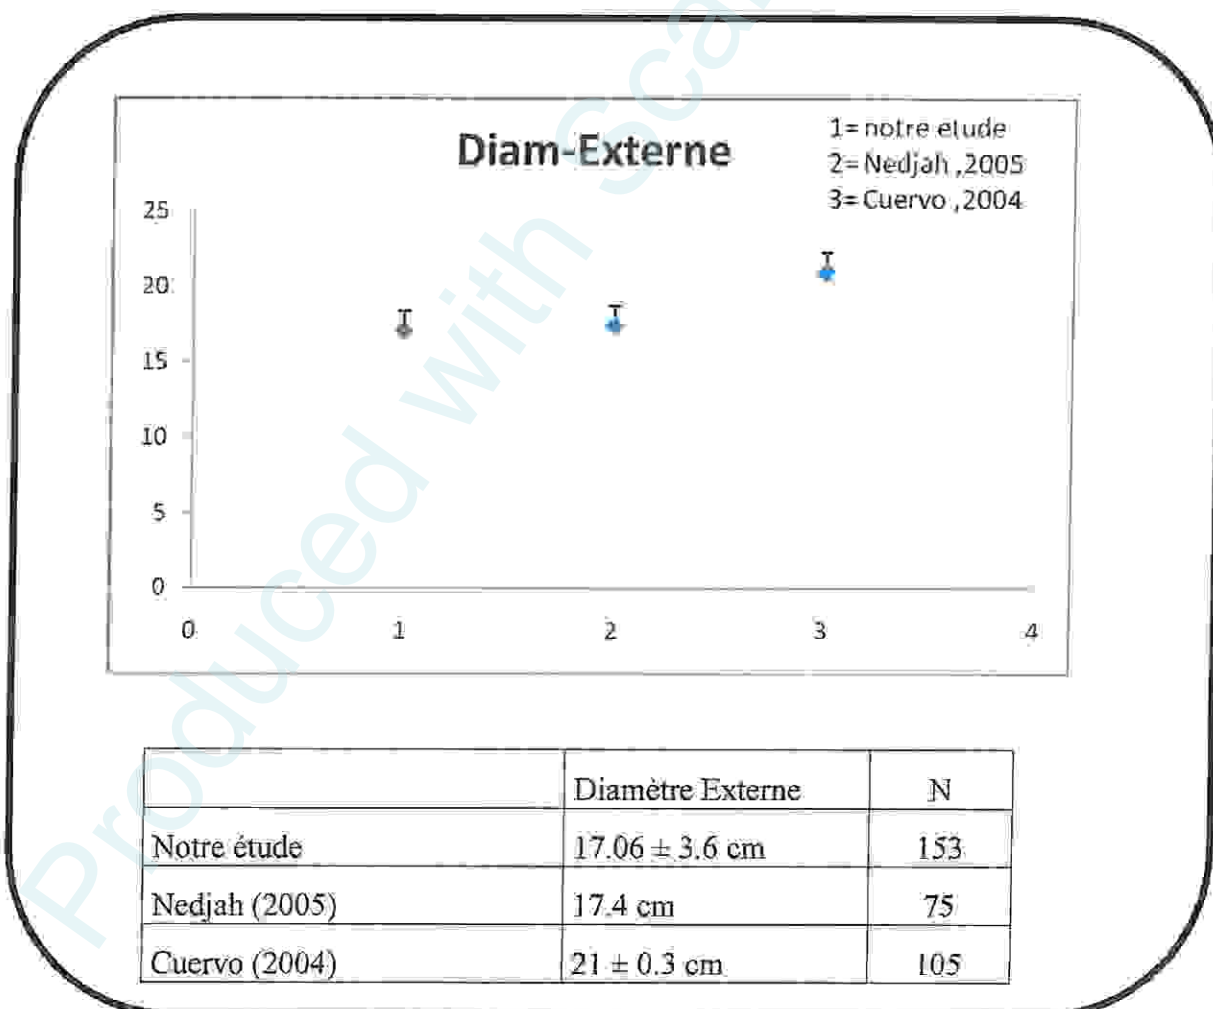 Diam-Externe
1= notre etude
2= Nedjah ,2005
3= Cuervo ,2004
25
20
15
10
5
0
0 1 2 3 4
Diamètre Externe N
Notre étude 17.06 ± 3.6 cm 153
Nedjah (2005) 17.4 cm 75
Cuervo (2004) 21 ± 0.3 cm 105
Produced with Sca